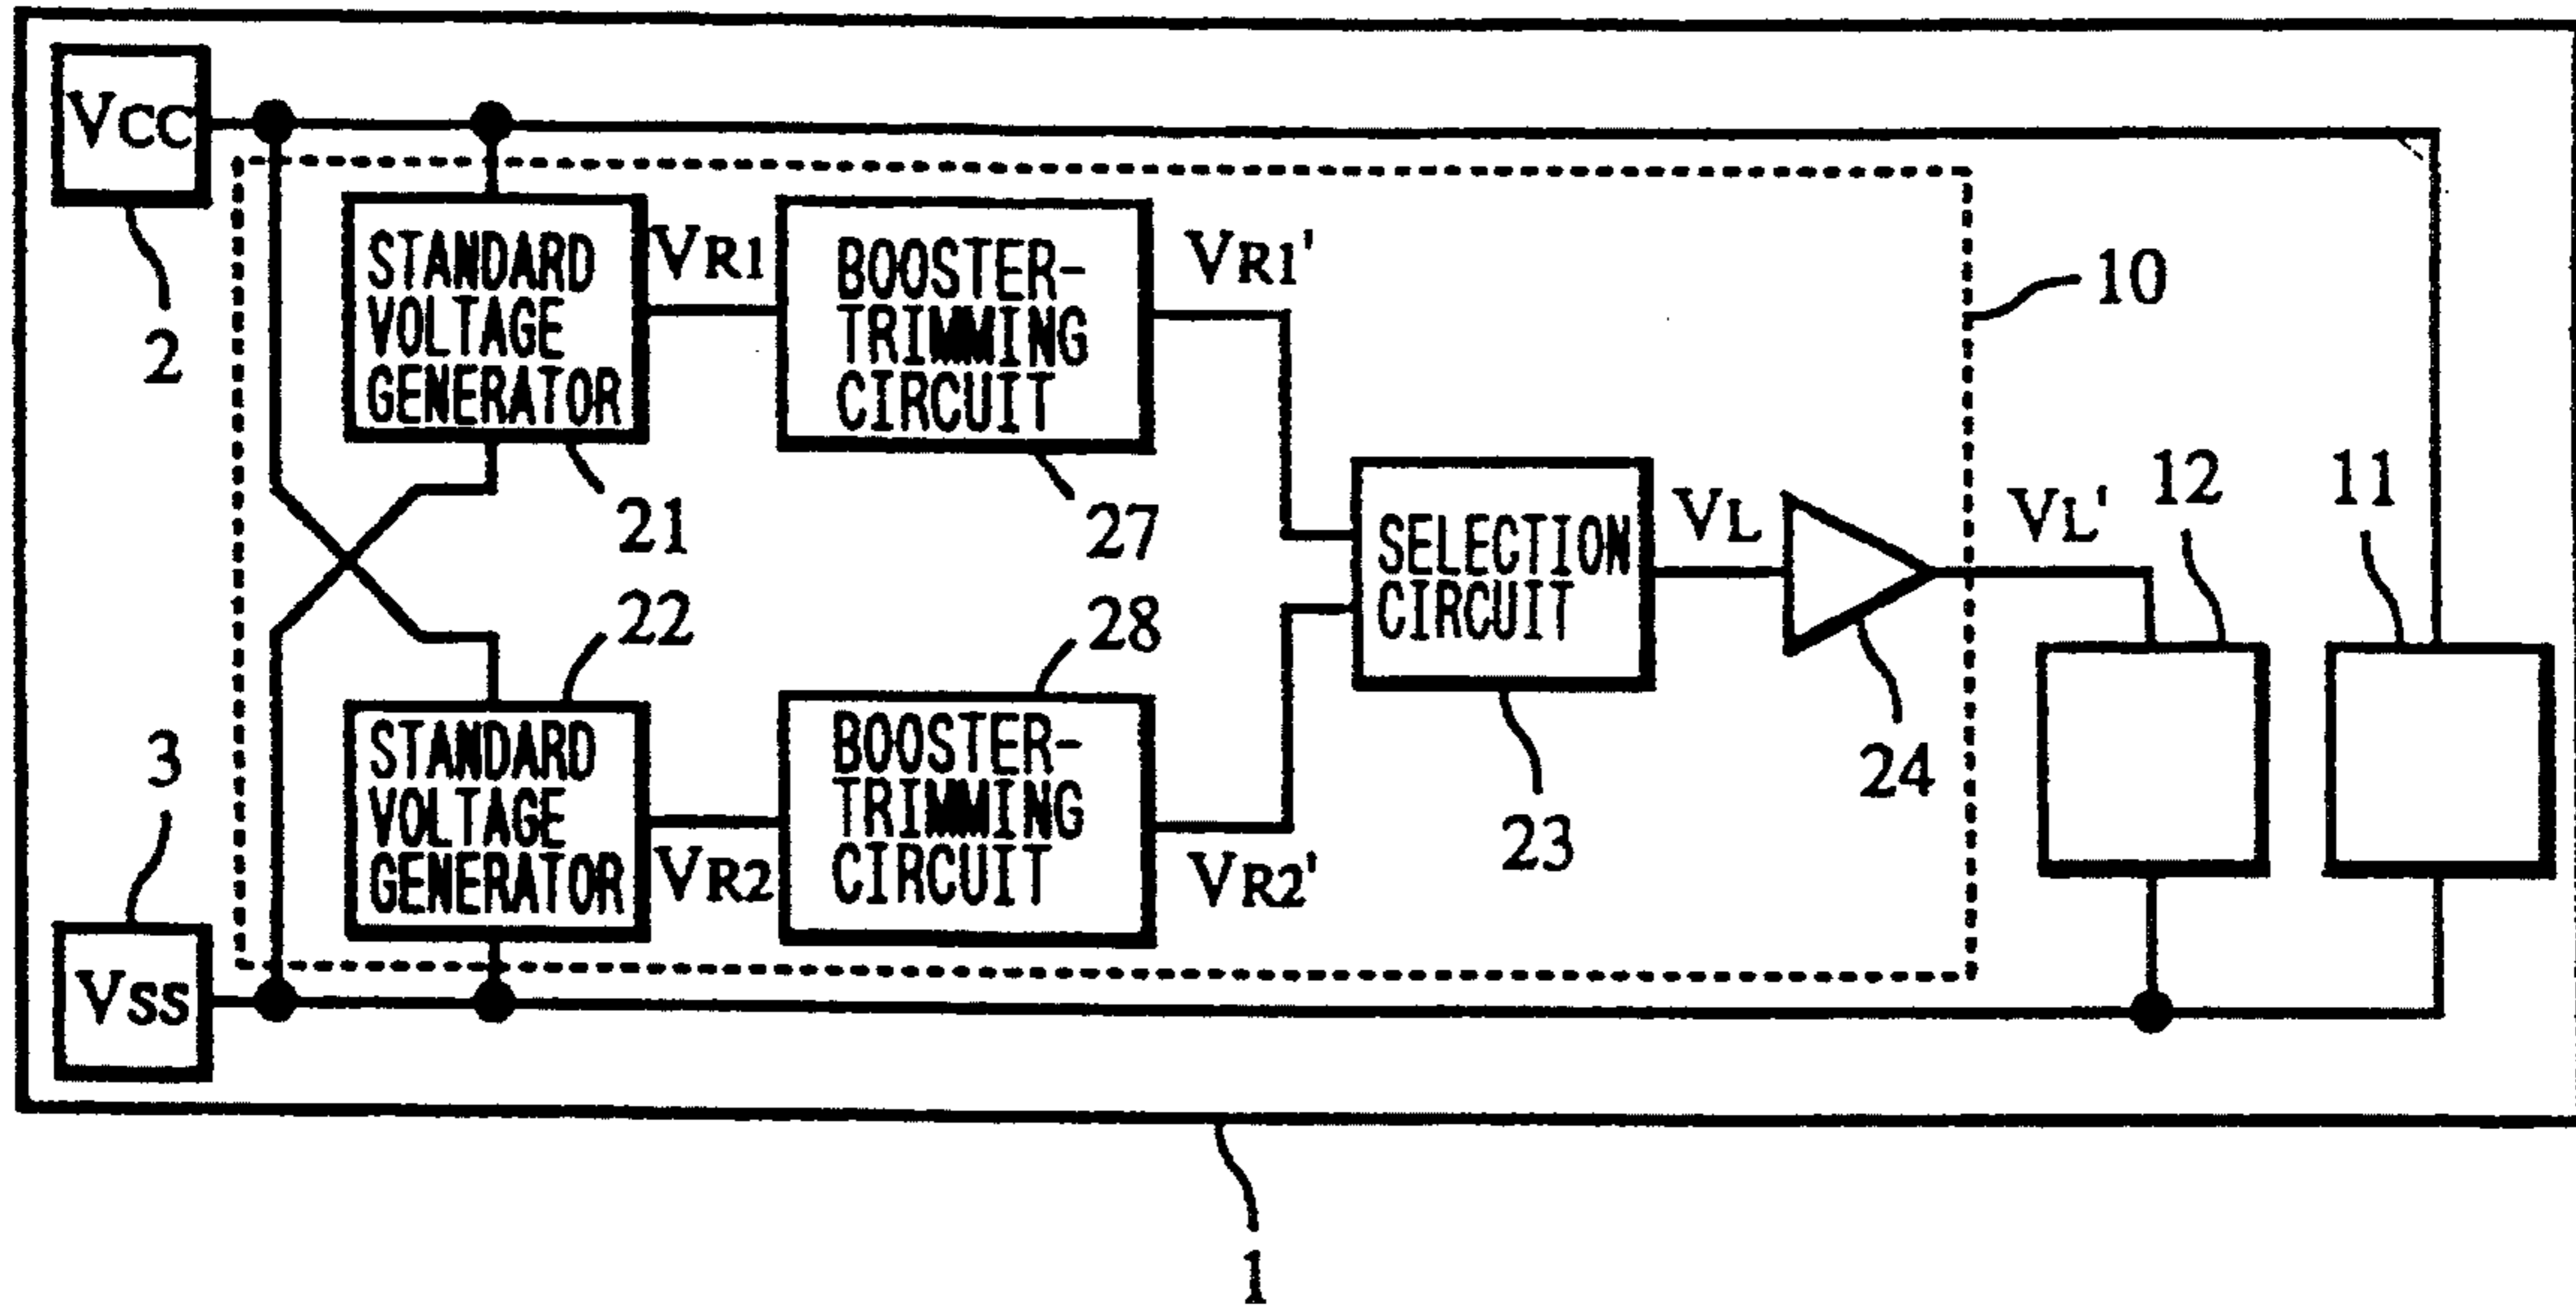 VCC
2
STANDARD
VOLTAGE
GENERATOR
VR1
BOOSTER-
TRIMMING
CIRCUIT
VR1'
10
21
27
12
11
SELECTION
CIRCUIT
VL
VL'
22
28
24
23
3
STANDARD
VOLTAGE
GENERATOR
VR2
BOOSTER-
TRIMMING
CIRCUIT
VR2'
VSS
1